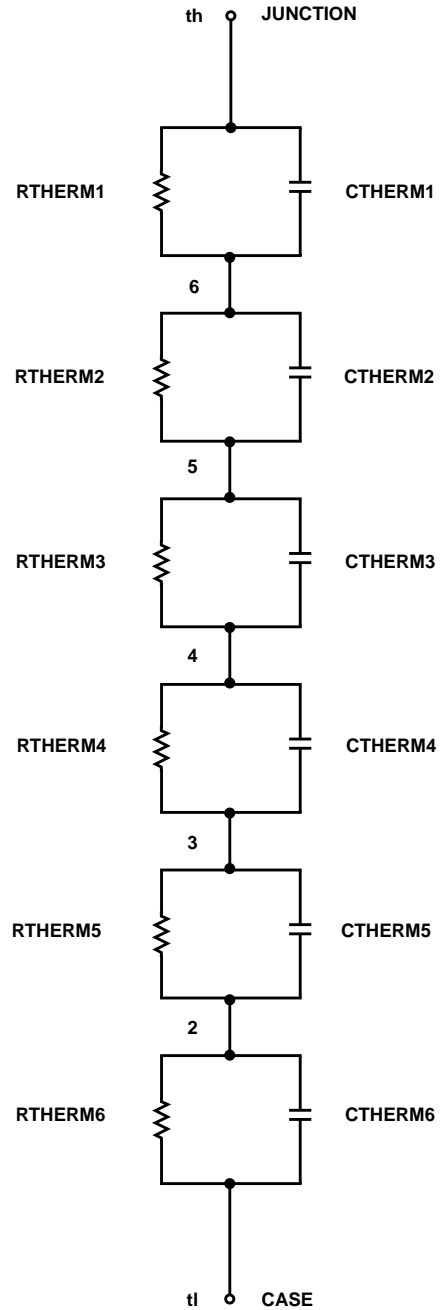 th JUNCTION
RTHERM1 CTHERM1
6
RTHERM2 CTHERM2
5
RTHERM3 CTHERM3
4
RTHERM4 CTHERM4
3
RTHERM5 CTHERM5
2
RTHERM6 CTHERM6
tl CASE